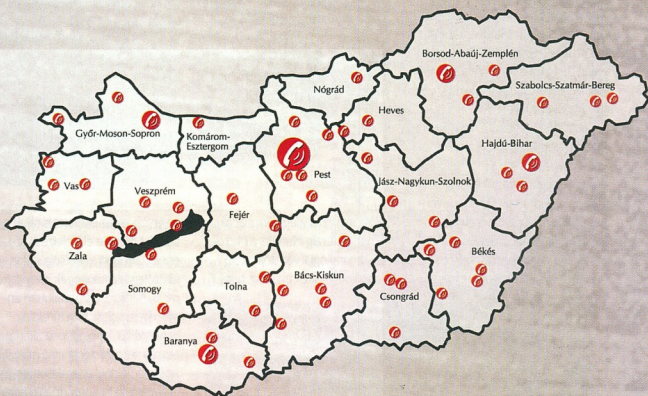 Borsod-Abaúj-Zemplén
Nógrád
Szabolcs-Szatmár-Bereg
Heves
Győr-Moson-Sopron
Komárom-
Esztergom
Hajdú-Bihar
Pest
Jász-Nagykun-Szolnok
Vas
Veszprém
Fejér
Zala
Békés
Somogy
Tolna
Bács-Kiskun
Csongrád
Baranya